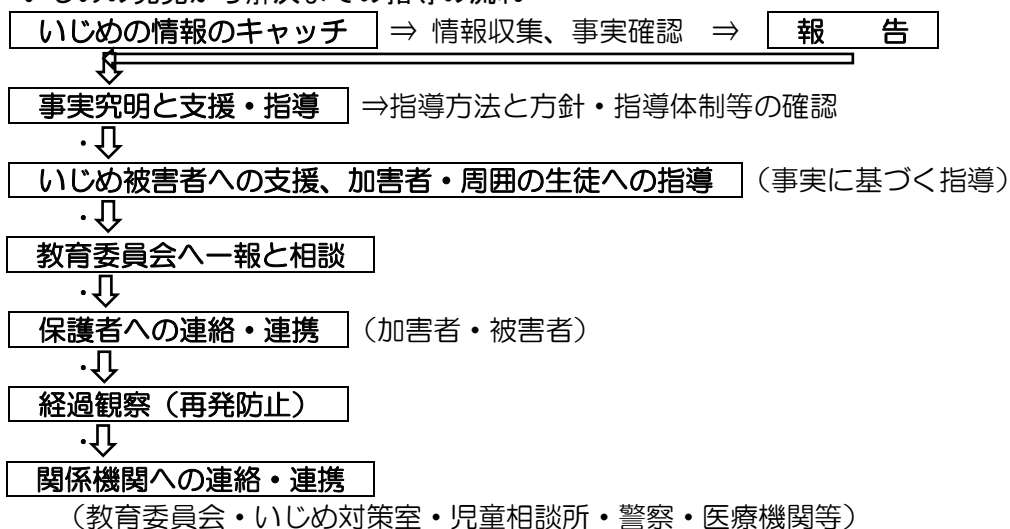 いじめの情報のキャッチ ⇒ 情報収集、事実確認 ⇒ 報 告
事実究明と支援・指導 ⇒指導方法と方針・指導体制等の確認
いじめ被害者への支援、加害者・周囲の生徒への指導 (事実に基づく指導)
教育委員会へ一報と相談
保護者への連絡・連携 (加害者・被害者)
経過観察(再発防止)
関係機関への連絡・連携
(教育委員会・いじめ対策室・児童相談所・警察・医療機関等)